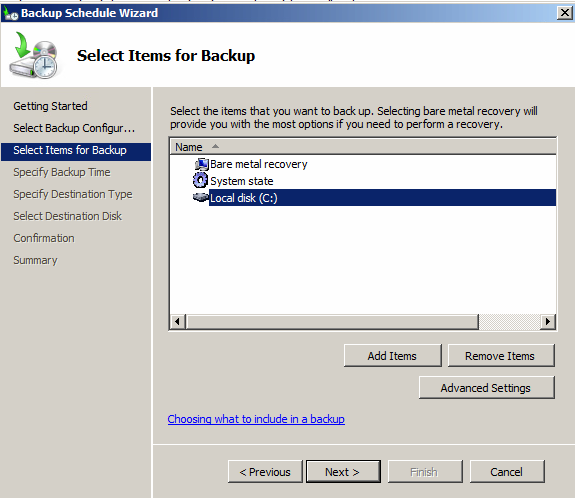 Backup Schedule Wizard
Select Items for Backup
Getting Started
Select Backup Configur...
Select Items for Backup
Specify Backup Time
Specify Destination Type
Select Destination Disk
Confirmation
Summary
Select the items that you want to back up. Selecting bare metal recovery will
provide you with the most options if you need to perform a recovery.
Name
Bare metal recovery
System state
Local disk (C:)
Add Items
Remove Items
Advanced Settings
Choosing what to include in a backup
< Previous
Next >
Finish
Cancel